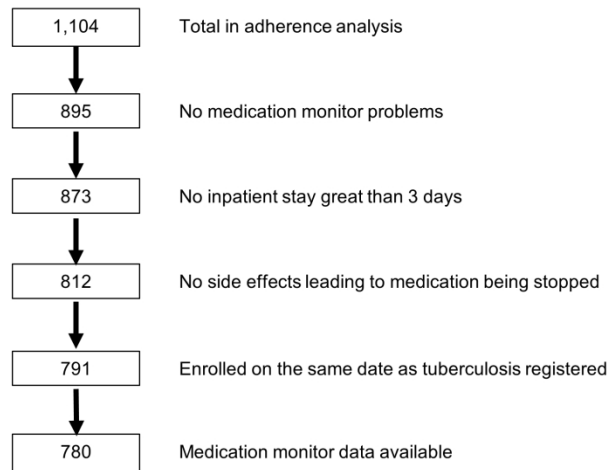 1,104 Total in adherence analysis
895 No medication monitor problems
873 No inpatient stay great than 3 days
812 No side effects leading to medication being stopped
791 Enrolled on the same date as tuberculosis registered
780 Medication monitor data available